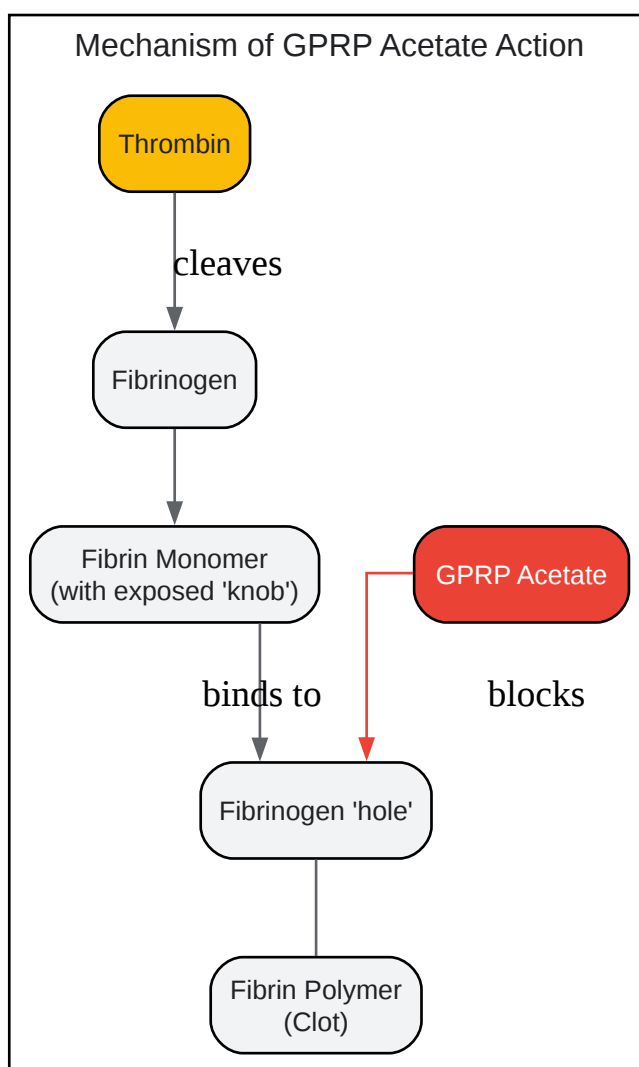 Mechanism of GPRP Acetate Action
Thrombin
cleaves
Fibrinogen
Fibrin Monomer
(with exposed 'knob')
GPRP Acetate
binds to
blocks
Fibrinogen 'hole'
Fibrin Polymer
(Clot)